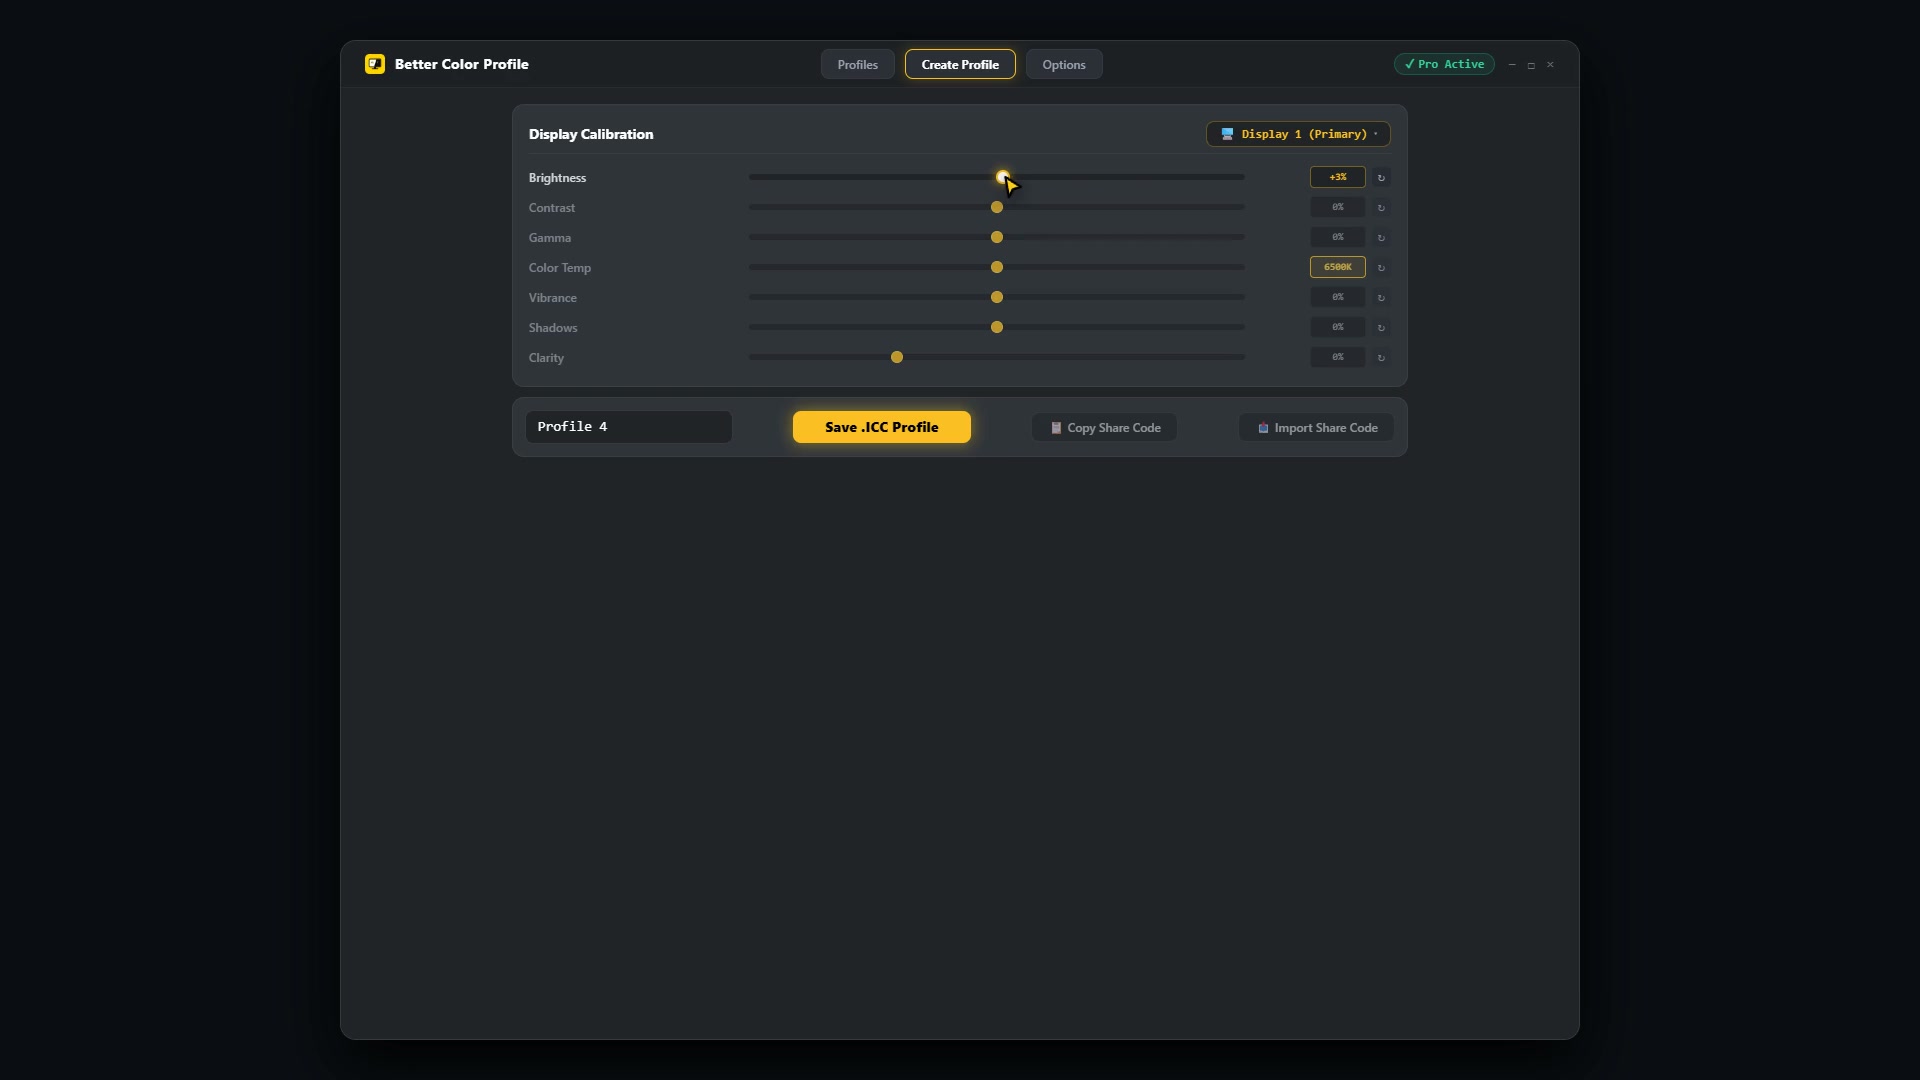 Better Color Profile
Profiles
Create Profile
Options
✓ Pro Active
Display Calibration
Display 1 (Primary)
Brightness
+3%
Contrast
0%
Gamma
0%
Color Temp
6500K
Vibrance
0%
Shadows
0%
Clarity
0%
Profile 4
Save .ICC Profile
Copy Share Code
Import Share Code